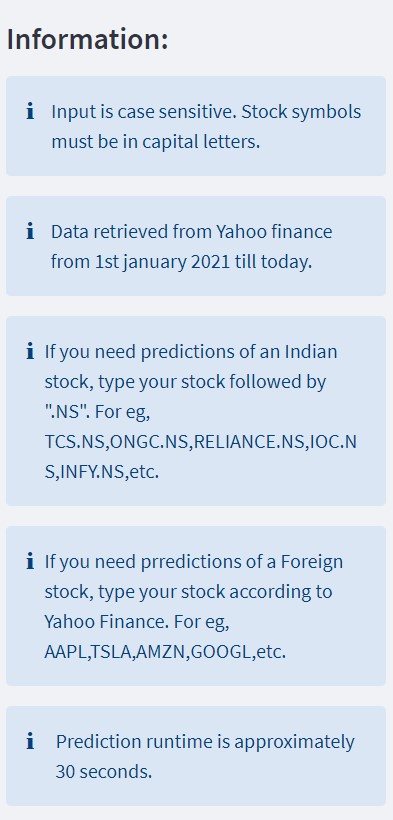 Information:
i Input is case sensitive. Stock symbols
must be in capital letters.
i Data retrieved from Yahoo finance
from 1st january 2021 till today.
i If you need predictions of an Indian
stock, type your stock followed by
".NS". For eg,
TCS.NS,ONGC.NS,RELIANCE.NS,IOC.N
S,INFY.NS,etc.
i If you need prredictions of a Foreign
stock, type your stock according to
Yahoo Finance. For eg,
AAPL,TSLA,AMZN,GOOGL,etc.
i Prediction runtime is approximately
30 seconds.